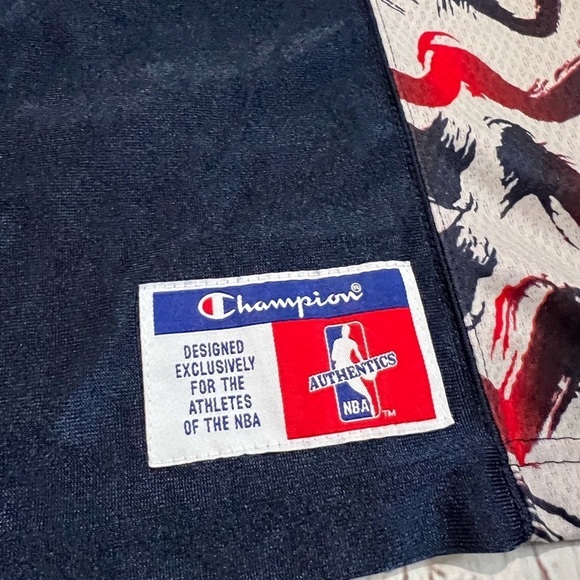 Champion®
DESIGNED
EXCLUSIVELY
FOR THE
ATHLETES
OF THE NBA
AUTHENTICS
NBA
TM